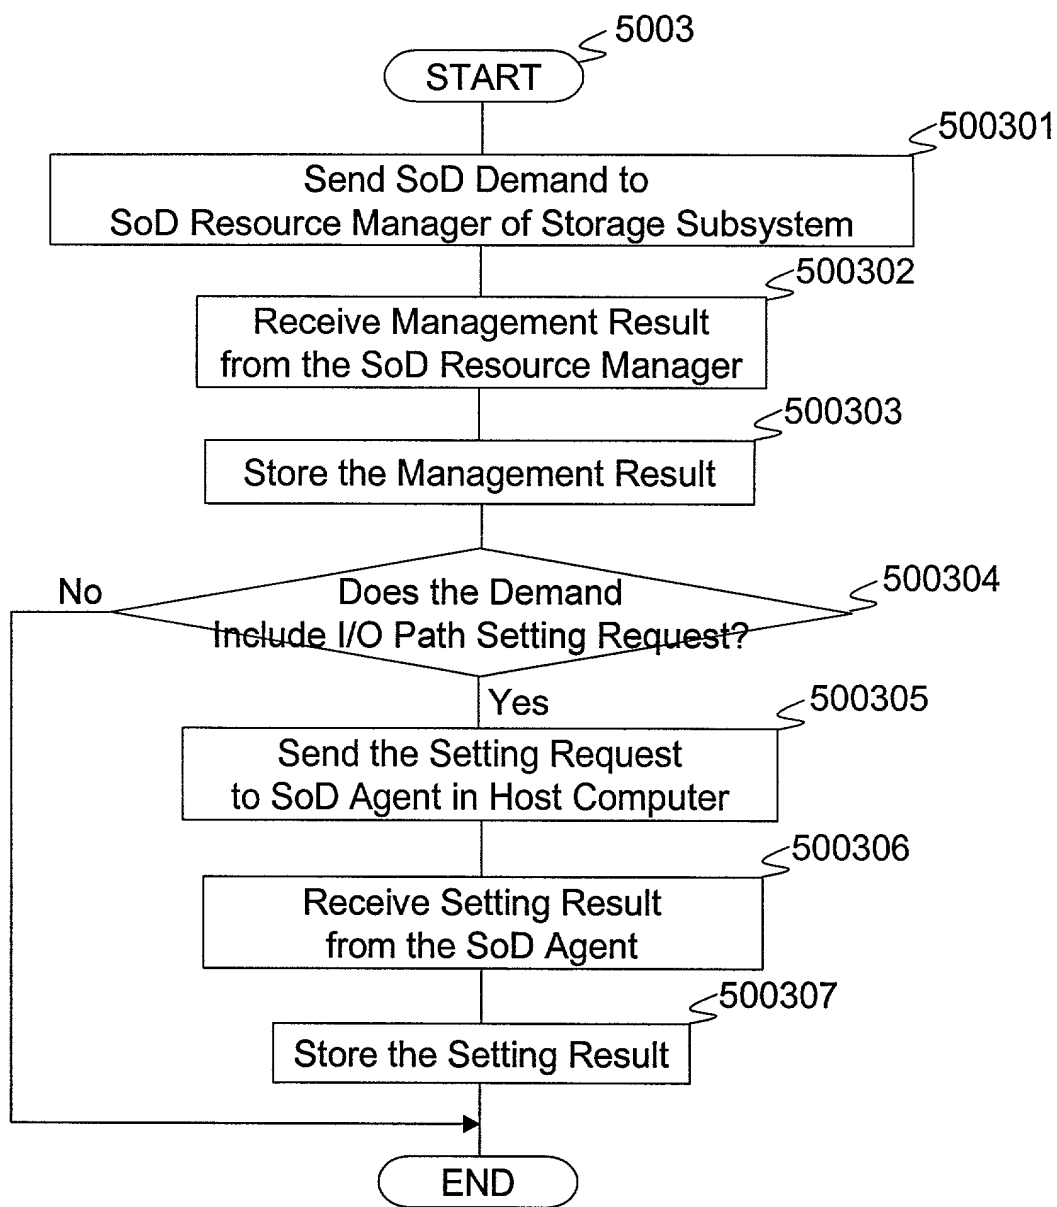 5003
START
500301
Send SoD Demand to
SoD Resource Manager of Storage Subsystem
500302
Receive Management Result
from the SoD Resource Manager
500303
Store the Management Result
500304
No
Does the Demand
Include I/O Path Setting Request?
Yes
500305
Send the Setting Request
to SoD Agent in Host Computer
500306
Receive Setting Result
from the SoD Agent
500307
Store the Setting Result
END